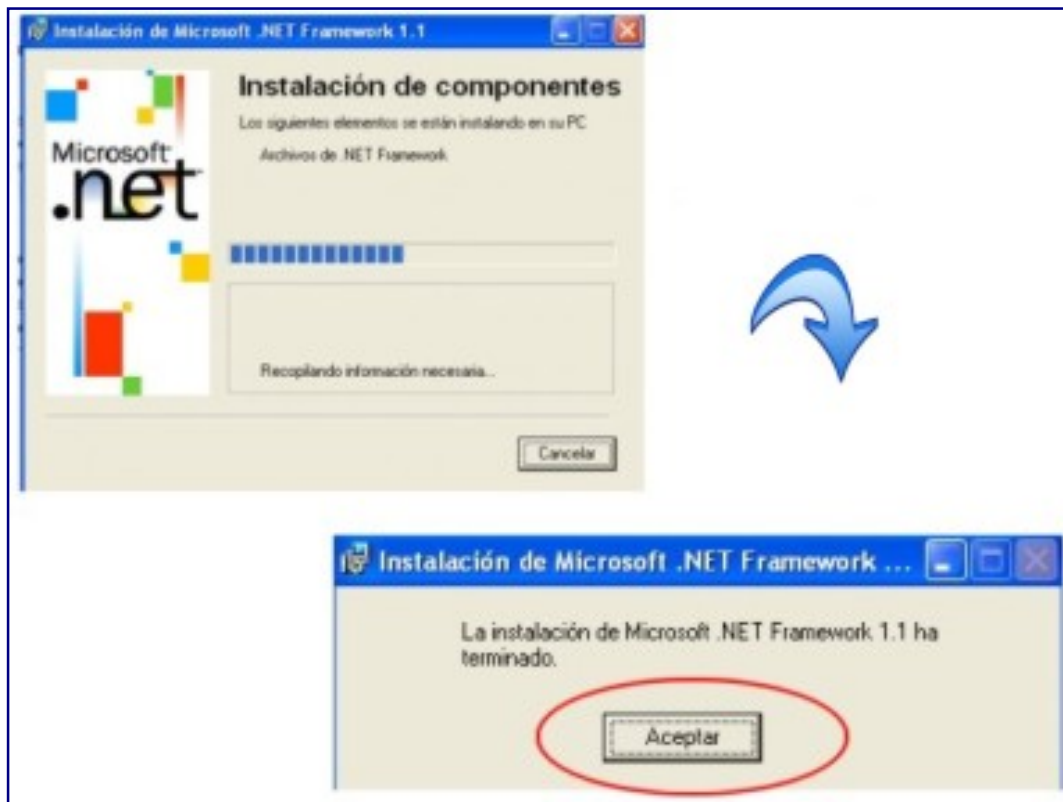 Instalación de Microsoft .NET Framework 1.1
Instalación de componentes
Los siguientes elementos se están instalando en su PC
Archivos de .NET Framework
Microsoft
.net
Recopilando información necesaria...
Cancelar
Instalación de Microsoft .NET Framework ...
La instalación de Microsoft .NET Framework 1.1 ha
terminado.
Aceptar